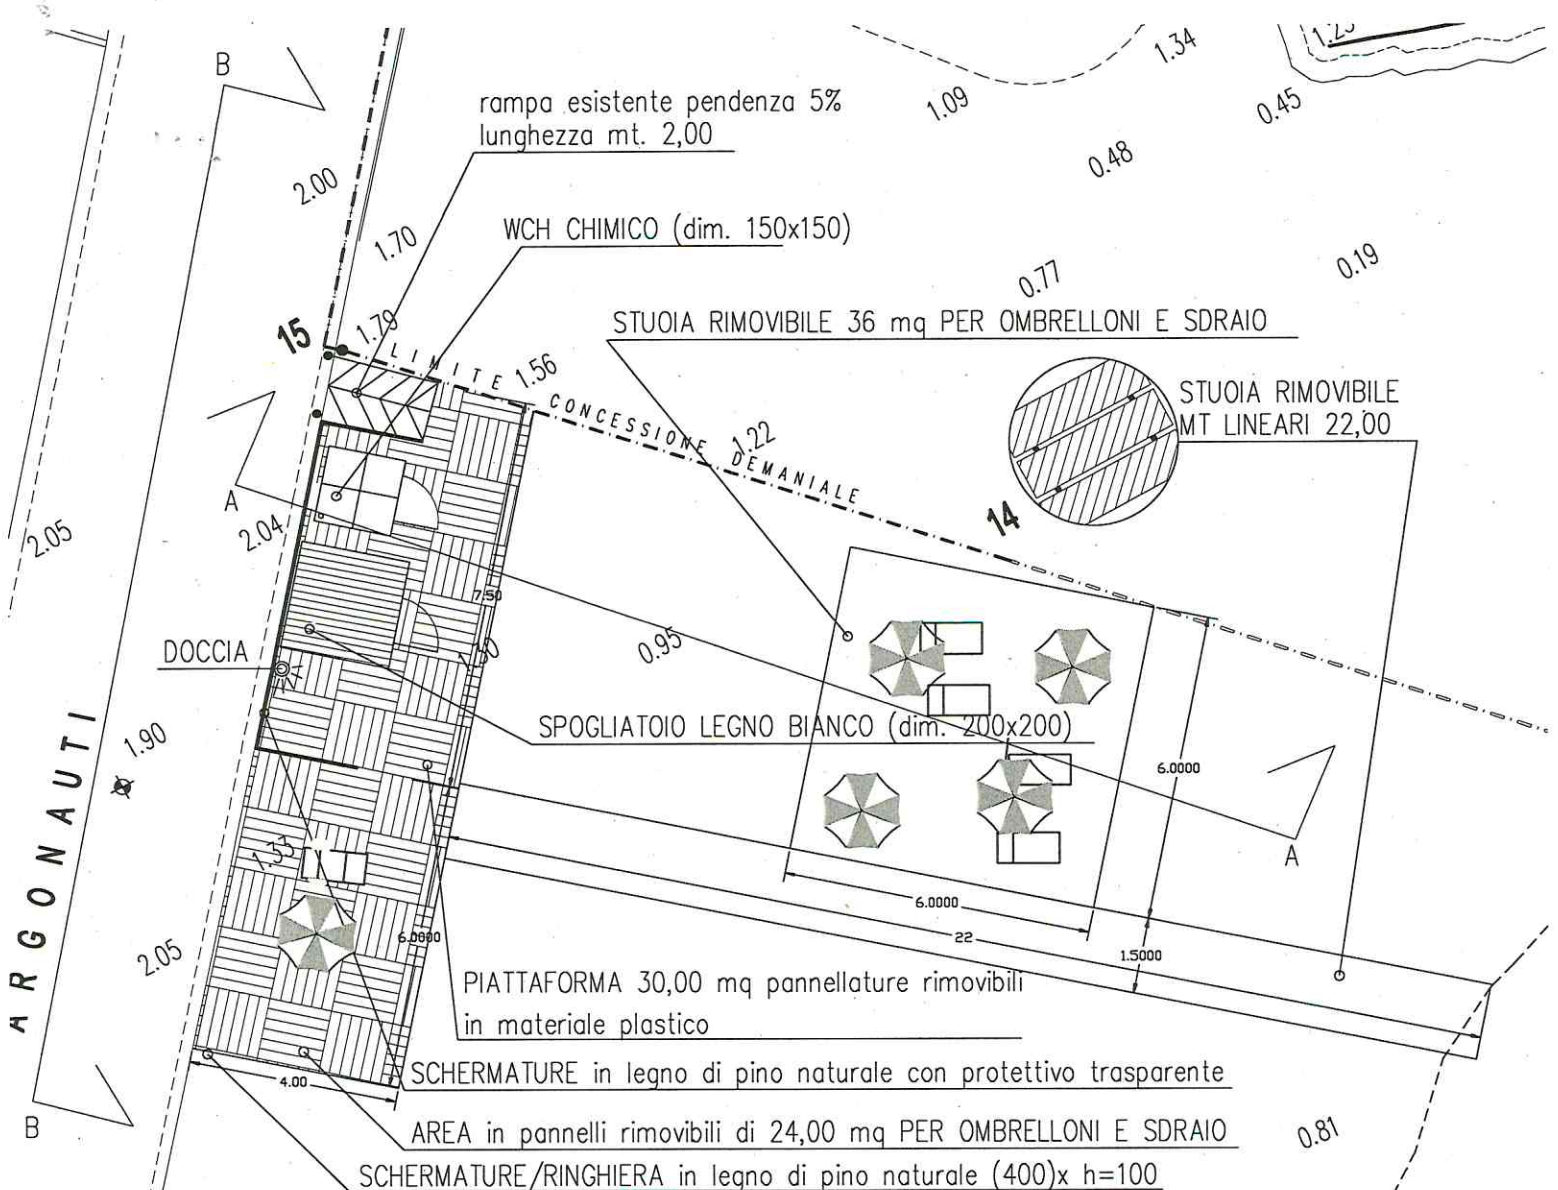 1.34
1.25
B
rampa esistente pendenza 5%
lunghezza mt. 2,00
1.09
0.45
0.48
2.00
WCH CHIMICO (dim. 150x150)
1.70
0.77
0.19
15
1.79
STUOIA RIMOVIBILE 36 mq PER OMBRELLONI E SDRAIO
LIMITE CONCESSIONE DEMANIALE
1.56
STUOIA RIMOVIBILE
MT LINEARI 22,00
1.22
A
14
2.04
2.05
7.50
0.95
DOCCIA
SPOGLIATOIO LEGNO BIANCO (dim. 200x200)
ARGONAUTI
1.90
6.0000
A
1.33
6.0000
6.0000
22
1.5000
2.05
PIATTAFORMA 30,00 mq pannellature rimovibili
in materiale plastico
4.00
SCHERMATURE in legno di pino naturale con protettivo trasparente
B
AREA in pannelli rimovibili di 24,00 mq PER OMBRELLONI E SDRAIO
0.81
SCHERMATURE/RINGHIERA in legno di pino naturale (400)x h=100